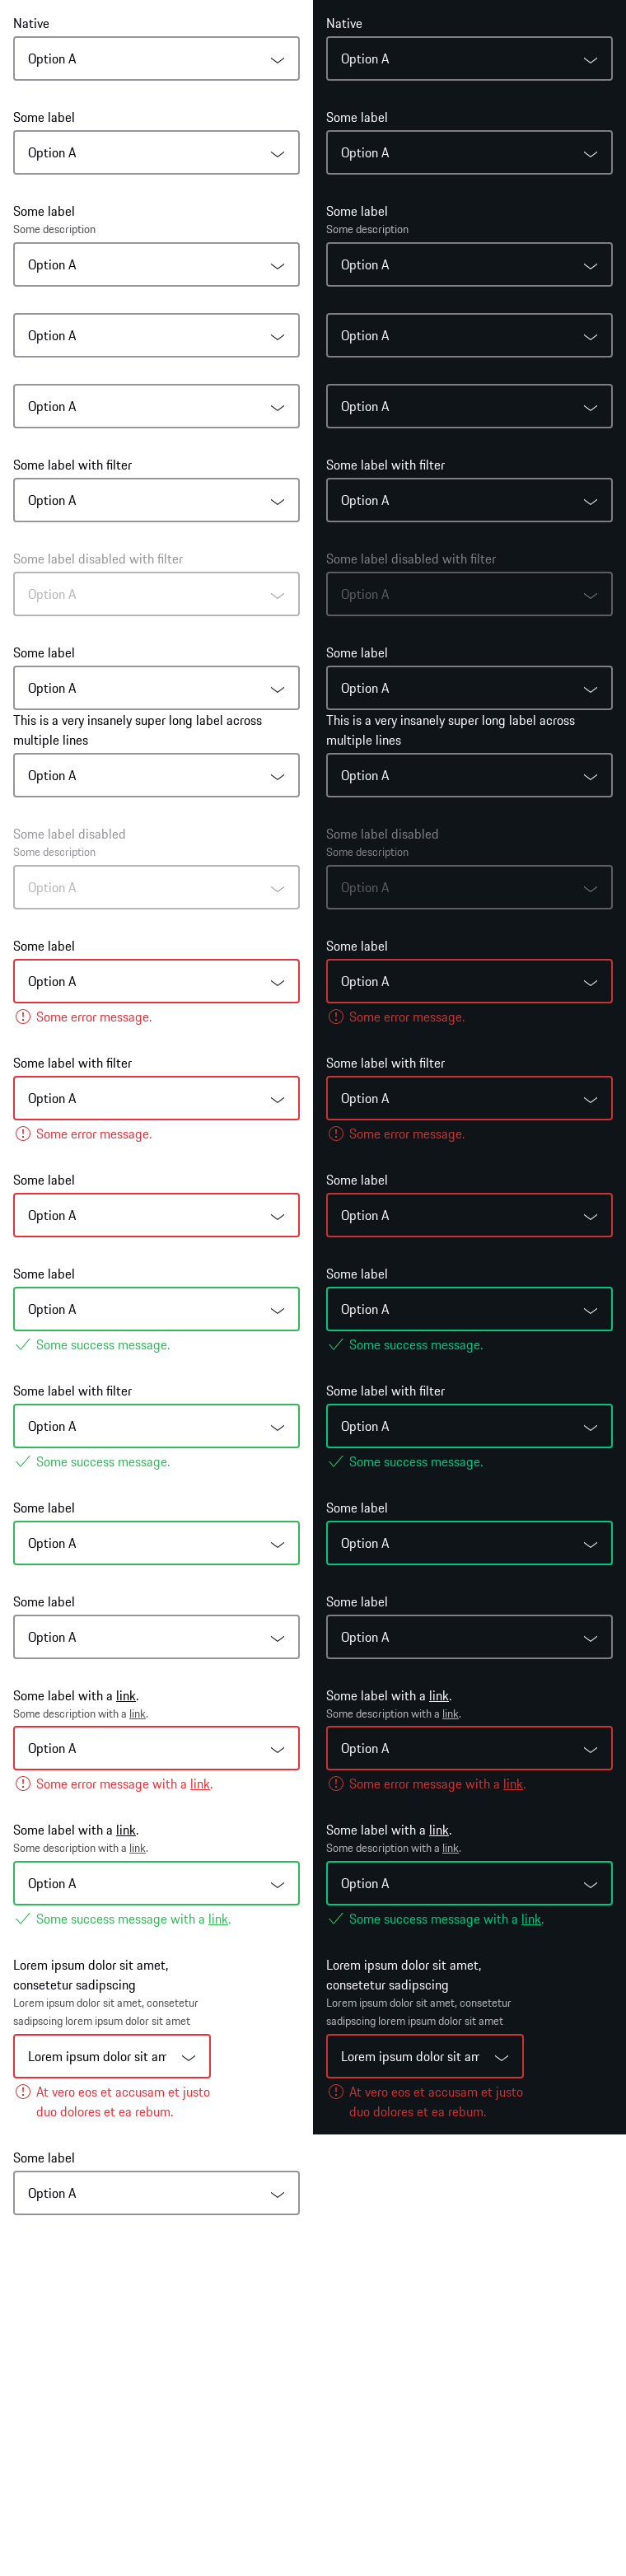 Native
Option A
Some label
Option A
Some label
Some description
Option A
Option A
Option A
Some label with filter
Option A
Some label disabled with filter
Option A
Some label
Option A
This is a very insanely super long label across
multiple lines
Option A
Some label disabled
Some description
Option A
Some label
Option A
Some error message.
Some label with filter
Option A
Some error message.
Some label
Option A
Some label
Option A
Some success message.
Some label with filter
Option A
Some success message.
Some label
Option A
Some label
Option A
Some label with a link.
Some description with a link.
Option A
Some error message with a link.
Some label with a link.
Some description with a link.
Option A
Some success message with a link.
Lorem ipsum dolor sit amet,
consetetur sadipscing
Lorem ipsum dolor sit amet, consetetur
sadipscing lorem ipsum dolor sit amet
Lorem ipsum dolor sit am
At vero eos et accusam et justo
duo dolores et ea rebum.
Some label
Option A
Native
Option A
Some label
Option A
Some label
Some description
Option A
Option A
Option A
Some label with filter
Option A
Some label disabled with filter
Option A
Some label
Option A
This is a very insanely super long label across
multiple lines
Option A
Some label disabled
Some description
Option A
Some label
Option A
Some error message.
Some label with filter
Option A
Some error message.
Some label
Option A
Some label
Option A
Some success message.
Some label with filter
Option A
Some success message.
Some label
Option A
Some label
Option A
Some label with a link.
Some description with a link.
Option A
Some error message with a link.
Some label with a link.
Some description with a link.
Option A
Some success message with a link.
Lorem ipsum dolor sit amet,
consetetur sadipscing
Lorem ipsum dolor sit amet, consetetur
sadipscing lorem ipsum dolor sit amet
Lorem ipsum dolor sit am
At vero eos et accusam et justo
duo dolores et ea rebum.